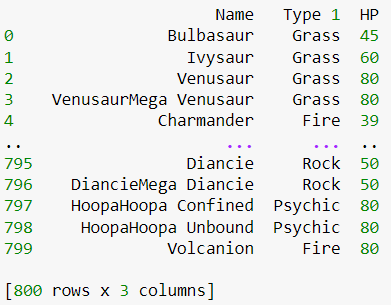 Name Type 1 HP
0 Bulbasaur Grass 45
1 Ivysaur Grass 60
2 Venusaur Grass 80
3 VenusaurMega Venusaur Grass 80
4 Charmander Fire 39
.. ... ... ..
795 Diancie Rock 50
796 DiancieMega Diancie Rock 50
797 HoopaHoopa Confined Psychic 80
798 HoopaHoopa Unbound Psychic 80
799 Volcanion Fire 80
[800 rows x 3 columns]